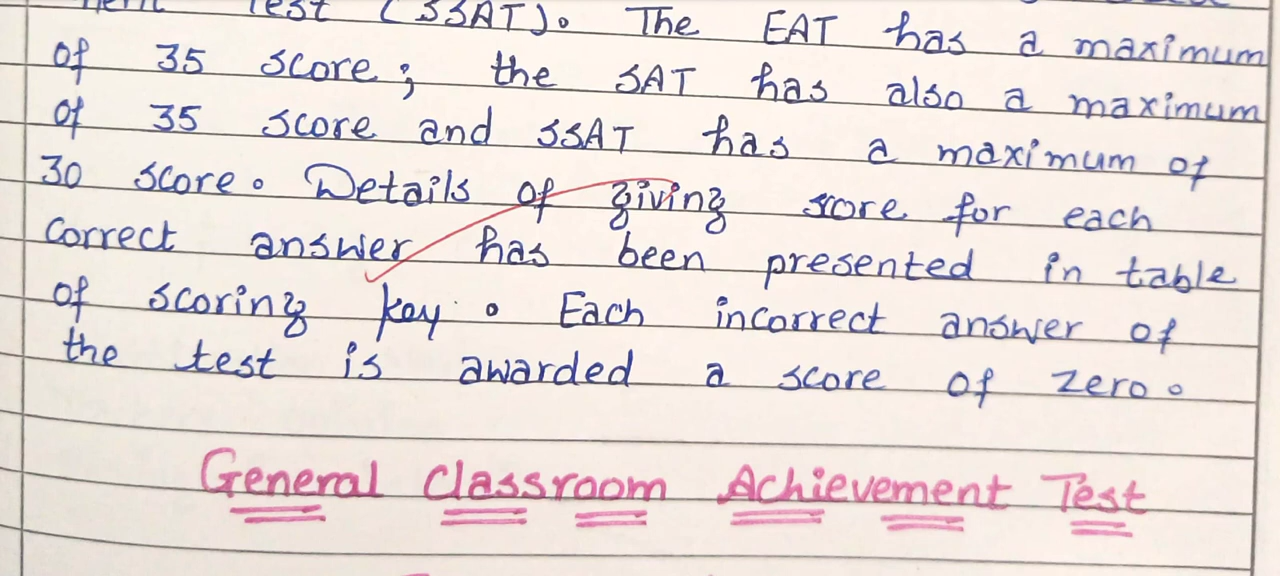 Test (SSAT). The EAT has a maximum
of 35 score; the SAT has also a maximum
of 35 score and SSAT has a maximum of
30 score. Details of giving score for each
correct answer has been presented in table
of scoring key. Each incorrect answer of
the test is awarded a score of zero.
General Classroom Achievement Test